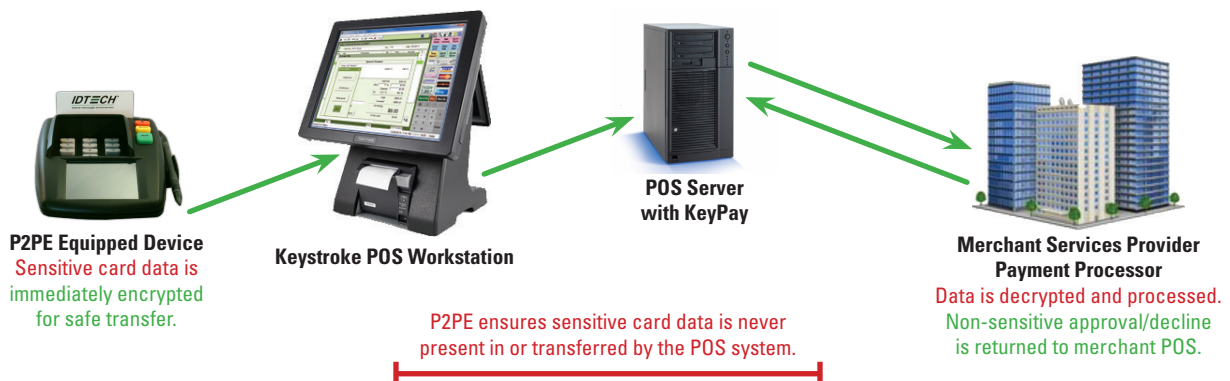 IDTECH
P2PE Equipped Device
Sensitive card data is
immediately encrypted
for safe transfer.
Keystroke POS Workstation
POS Server
with KeyPay
Merchant Services Provider
Payment Processor
Data is decrypted and processed.
Non-sensitive approval/decline
is returned to merchant POS.
P2PE ensures sensitive card data is never
present in or transferred by the POS system.